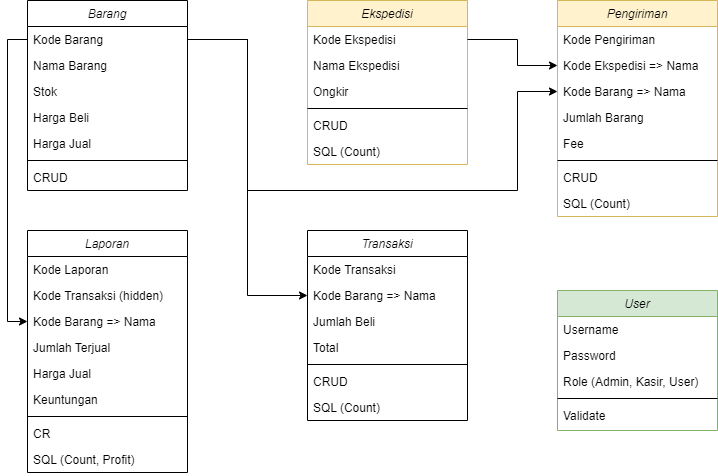 Barang
Kode Barang
Nama Barang
Stok
Harga Beli
Harga Jual
CRUD
Ekspedisi
Kode Ekspedisi
Nama Ekspedisi
Ongkir
CRUD
SQL (Count)
Pengiriman
Kode Pengiriman
Kode Ekspedisi => Nama
Kode Barang => Nama
Jumlah Barang
Fee
CRUD
SQL (Count)
Laporan
Kode Laporan
Kode Transaksi (hidden)
Kode Barang => Nama
Jumlah Terjual
Harga Jual
Keuntungan
CR
SQL (Count, Profit)
Transaksi
Kode Transaksi
Kode Barang => Nama
Jumlah Beli
Total
CRUD
SQL (Count)
User
Username
Password
Role (Admin, Kasir, User)
Validate